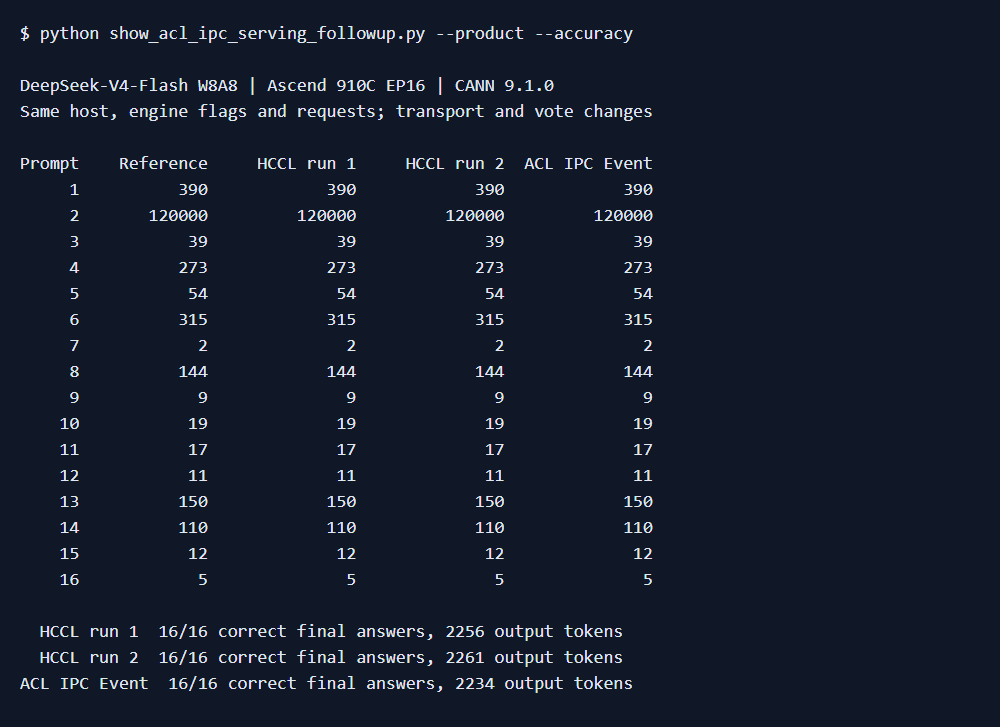 $ python show_acl_ipc_serving_followup.py --product --accuracy
DeepSeek-V4-Flash W8A8 | Ascend 910C EP16 | CANN 9.1.0
Same host, engine flags and requests; transport and vote changes
Prompt    Reference     HCCL run 1     HCCL run 2  ACL IPC Event
     1          390            390            390            390
     2       120000         120000         120000         120000
     3           39             39             39             39
     4          273            273            273            273
     5           54             54             54             54
     6          315            315            315            315
     7            2              2              2              2
     8          144            144            144            144
     9            9              9              9              9
    10           19             19             19             19
    11           17             17             17             17
    12           11             11             11             11
    13          150            150            150            150
    14          110            110            110            110
    15           12             12             12             12
    16            5              5              5              5
  HCCL run 1  16/16 correct final answers, 2256 output tokens
  HCCL run 2  16/16 correct final answers, 2261 output tokens
ACL IPC Event  16/16 correct final answers, 2234 output tokens